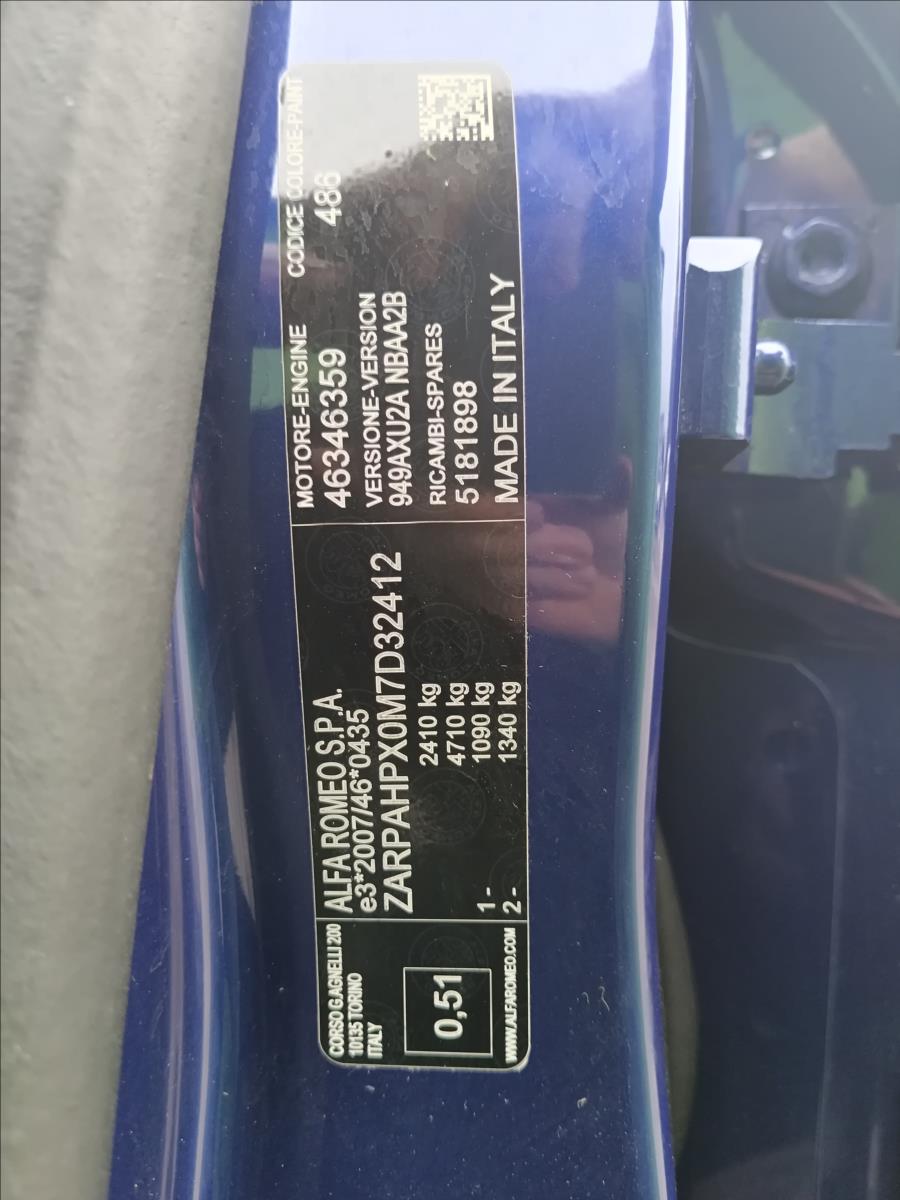 CORSO G.AGNELLI 200
10135 TORINO
ITALY
0,51
WWW.ALFAROMEO.COM
ALFA ROMEO S.P.A.
e3*2007/46*0435
ZARPAHPX0M7D32412
2410 kg
4710 kg
1 - 1090 kg
2 - 1340 kg
MOTORE-ENGINE
46346359
VERSIONE-VERSION
949AXU2A NBAA2B
RICAMBI-SPARES
5181898
MADE IN ITALY
CODICE COLORE-PAINT
486